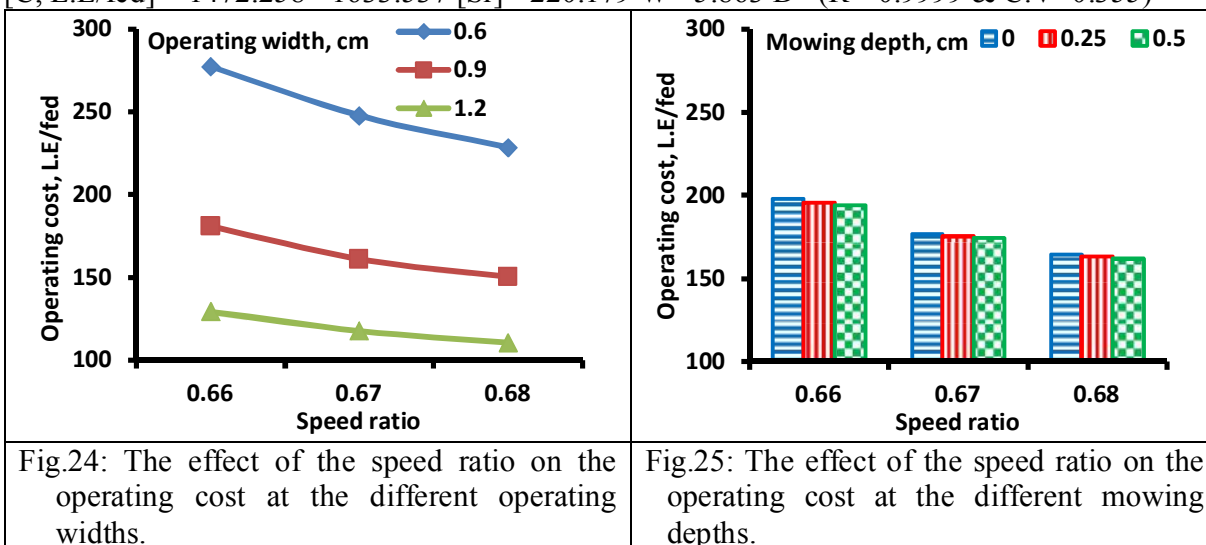 Operating width, cm
0.6
0.9
1.2
300
250
200
150
100
Operating cost, L.E/fed
0.66 0.67 0.68
Speed ratio
Mowing depth, cm 0 0.25 0.5
300
250
200
150
100
Operating cost, L.E/fed
0.66 0.67 0.68
Speed ratio
Fig.24: The effect of the speed ratio on the
operating cost at the different operating
widths.
Fig.25: The effect of the speed ratio on the
operating cost at the different mowing
depths.